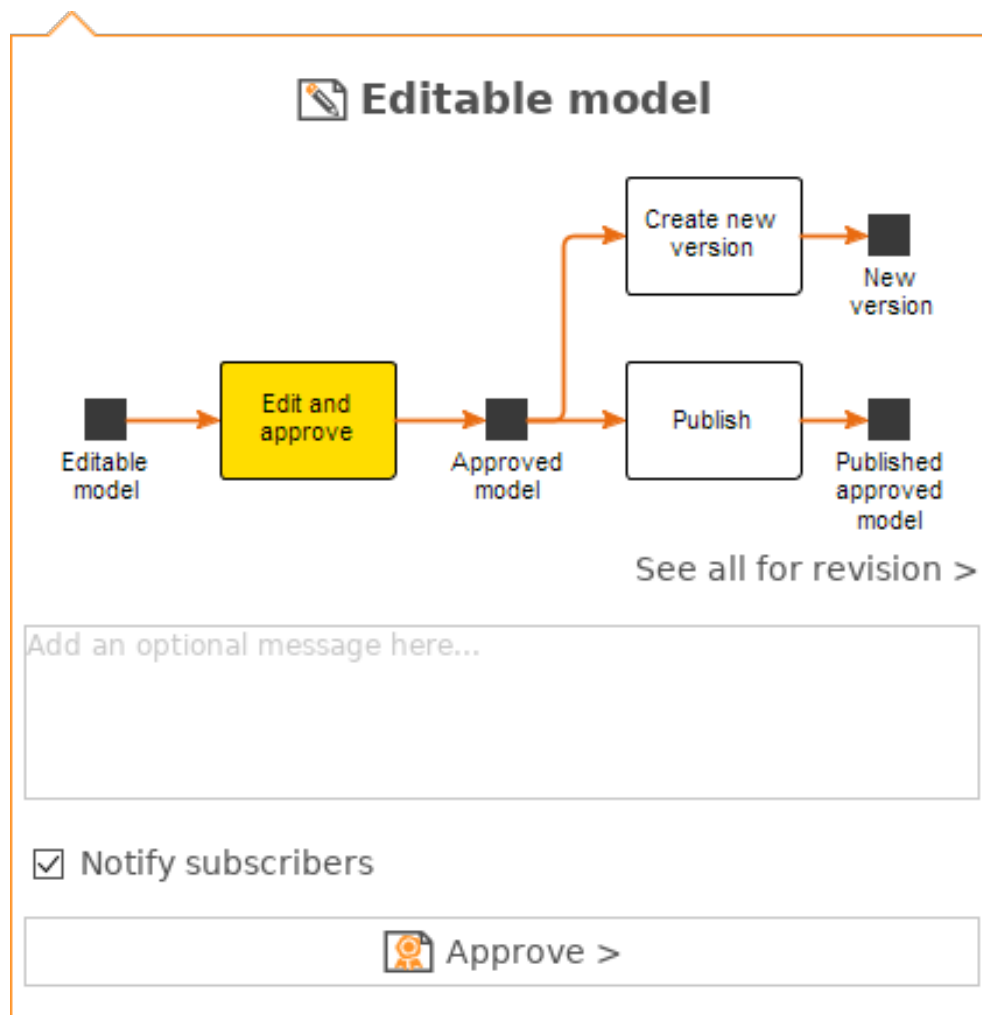 Editable model
Create new
version
New
version
Edit and
approve
Publish
Editable
model
Approved
model
Published
approved
model
See all for revision >
Add an optional message here...
Notify subscribers
Approve >